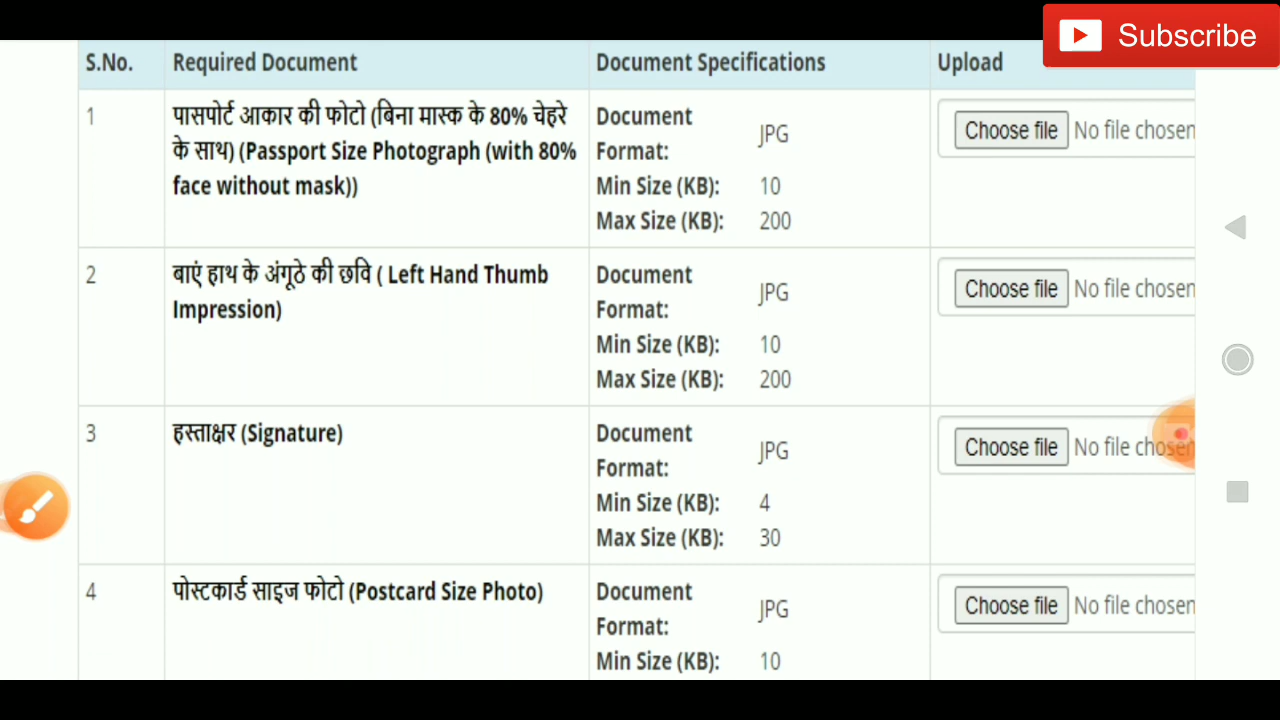 Subscribe
S.No. Required Document Document Specifications Upload
1 पासपोर्ट आकार की फोटो (बिना मास्क के 80% चेहरे
के साथ) (Passport Size Photograph (with 80%
face without mask))
Document
Format: JPG
Min Size (KB): 10
Max Size (KB): 200
Choose file No file chosen
2 बाएं हाथ के अंगूठे की छवि ( Left Hand Thumb
Impression)
Document
Format: JPG
Min Size (KB): 10
Max Size (KB): 200
Choose file No file chosen
3 हस्ताक्षर (Signature)
Document
Format: JPG
Min Size (KB): 4
Max Size (KB): 30
Choose file No file chosen
4 पोस्टकार्ड साइज फोटो (Postcard Size Photo)
Document
Format: JPG
Min Size (KB): 10
Choose file No file chosen